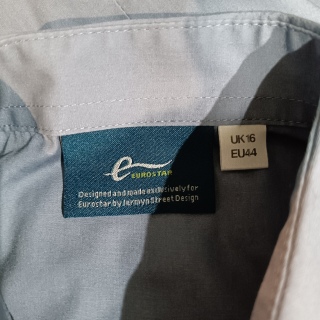 e
EUROSTAR
Designed and made exclusively for
Eurostar by Jermyn Street Design
UK16
EU44